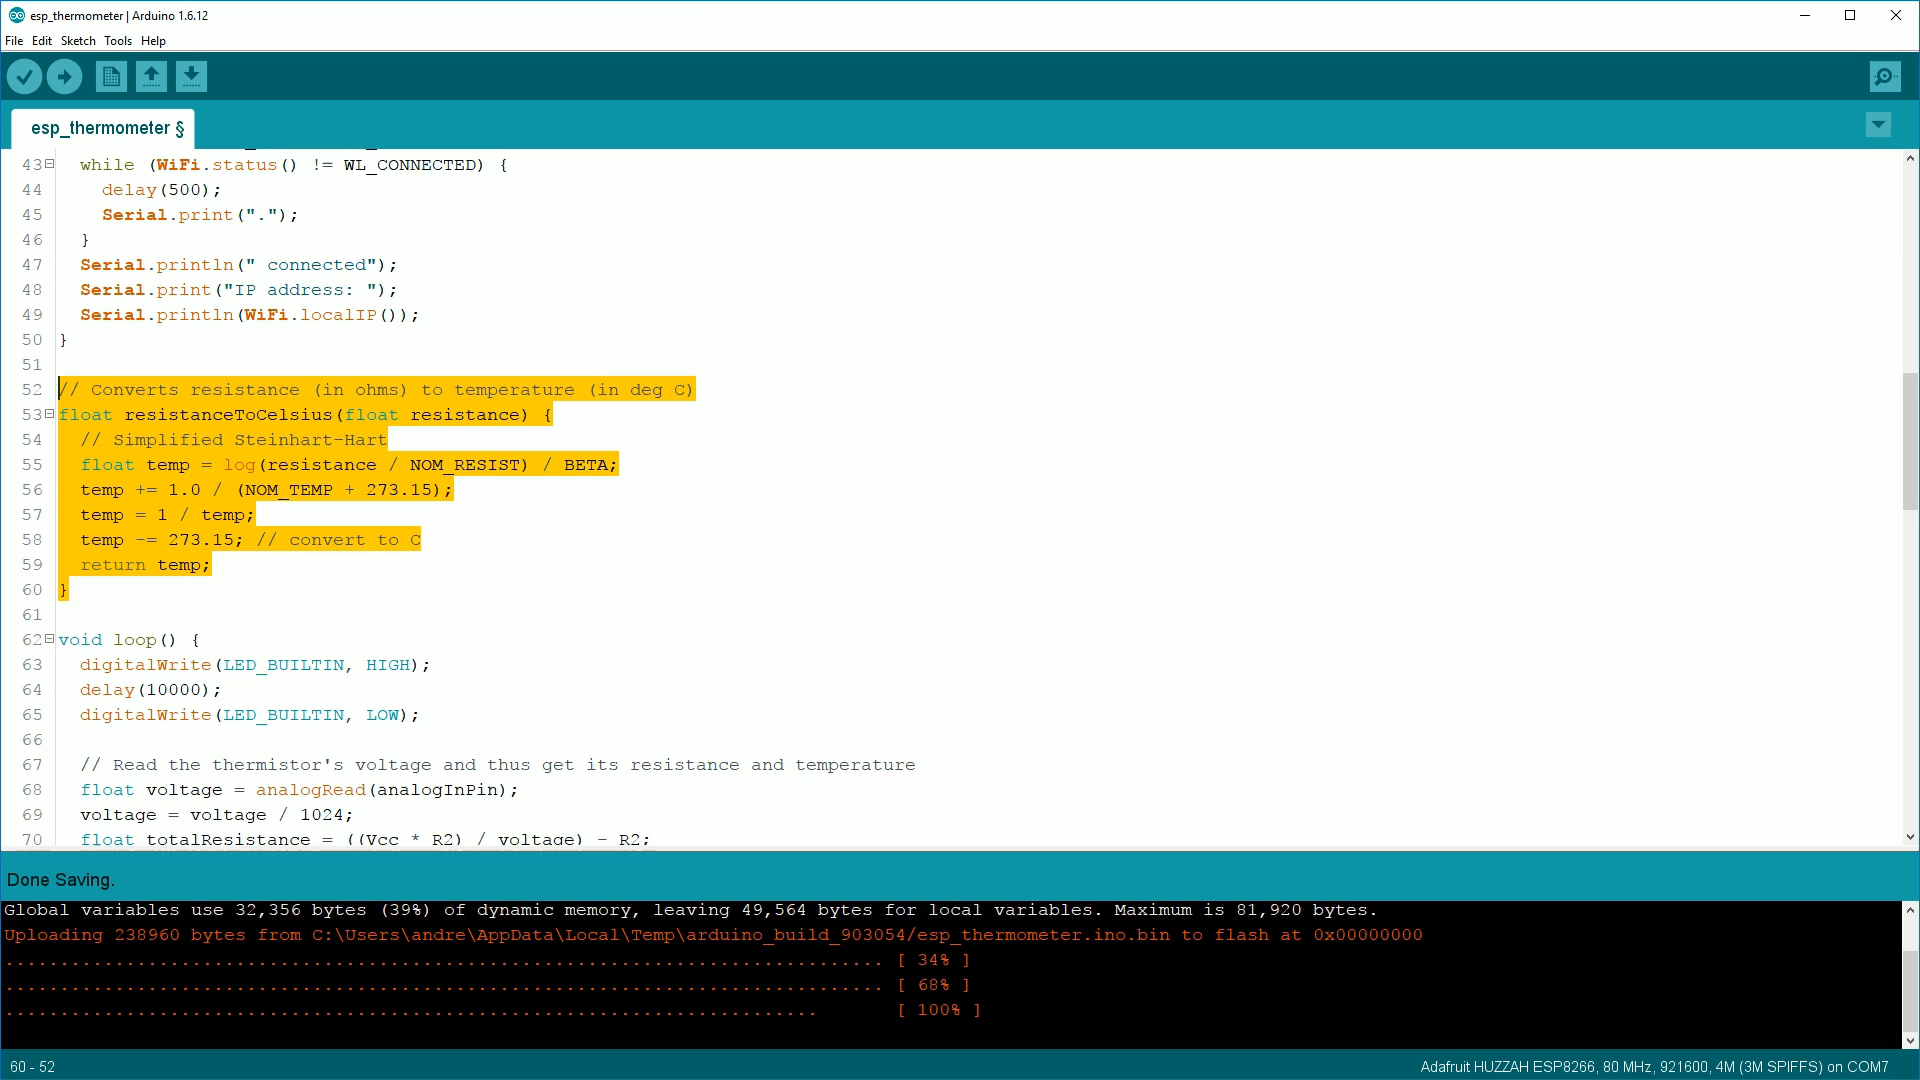 esp_thermometer | Arduino 1.6.12
File Edit Sketch Tools Help
esp_thermometer §
43 while (WiFi.status() != WL_CONNECTED) {
44 delay(500);
45 Serial.print(".");
46 }
47 Serial.println(" connected");
48 Serial.print("IP address: ");
49 Serial.println(WiFi.localIP());
50 }
51
52 // Converts resistance (in ohms) to temperature (in deg C)
53 float resistanceToCelsius(float resistance) {
54 // Simplified Steinhart-Hart
55 float temp = log(resistance / NOM_RESIST) / BETA;
56 temp += 1.0 / (NOM_TEMP + 273.15);
57 temp = 1 / temp;
58 temp -= 273.15; // convert to C
59 return temp;
60 }
61
62 void loop() {
63 digitalWrite(LED_BUILTIN, HIGH);
64 delay(10000);
65 digitalWrite(LED_BUILTIN, LOW);
66
67 // Read the thermistor's voltage and thus get its resistance and temperature
68 float voltage = analogRead(analogInPin);
69 voltage = voltage / 1024;
70 float totalResistance = ((Vcc * R2) / voltage) - R2;
Done Saving.
Global variables use 32,356 bytes (39%) of dynamic memory, leaving 49,564 bytes for local variables. Maximum is 81,920 bytes.
Uploading 238960 bytes from C:\Users\andre\AppData\Local\Temp\arduino_build_903054/esp_thermometer.ino.bin to flash at 0x00000000
................................................................................ [ 34% ]
................................................................................ [ 68% ]
.......................................................................... [ 100% ]
60 - 52
Adafruit HUZZAH ESP8266, 80 MHz, 921600, 4M (3M SPIFFS) on COM7